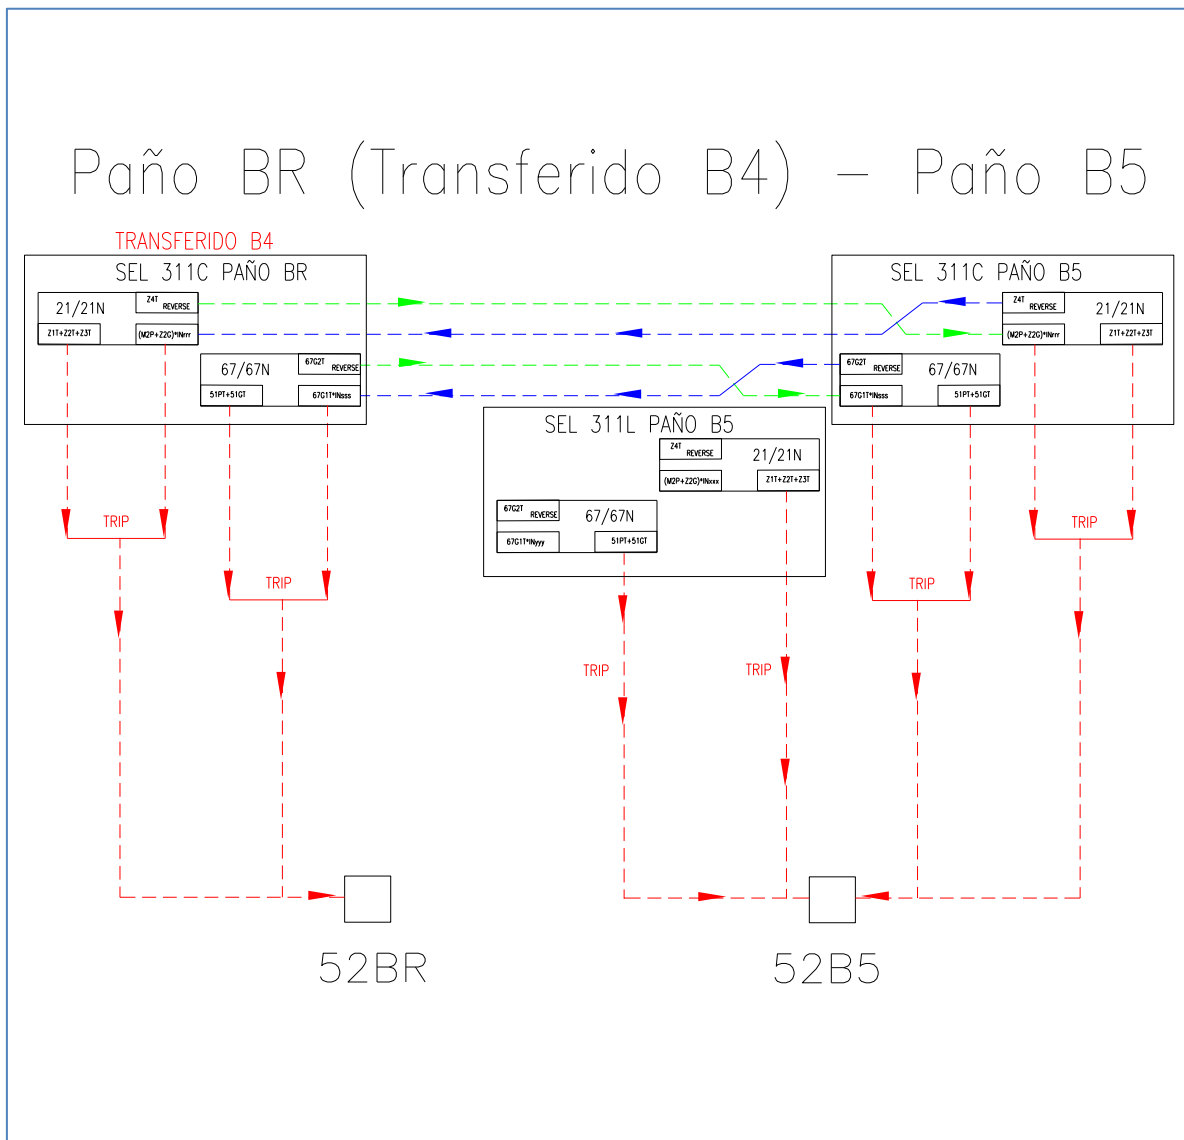 Paño BR (Transferido B4) - Paño B5
TRANSFERIDO B4
SEL 311C PAÑO BR
21/21N
Z4T
REVERSE
Z1T+Z2T+Z3T
(M2P+Z2G)*INrrr
67/67N
67G2T
REVERSE
51PT+51GT
67G1T*INsss
SEL 311L PAÑO B5
Z4T
REVERSE
21/21N
(M2P+Z2G)*INxxx
Z1T+Z2T+Z3T
67G2T
REVERSE
67/67N
67G1T*INyyy
51PT+51GT
SEL 311C PAÑO B5
Z4T
REVERSE
21/21N
(M2P+Z2G)*INrrr
Z1T+Z2T+Z3T
67G2T
REVERSE
67/67N
67G1T*INsss
51PT+51GT
TRIP
TRIP
TRIP
TRIP
TRIP
TRIP
52BR
52B5